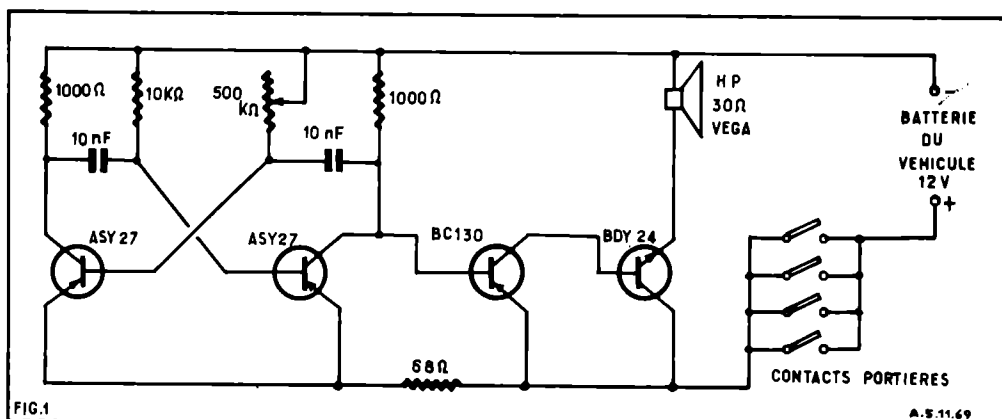 1000Ω
10KΩ
500
KΩ
1000Ω
10 nF
10 nF
HP
30Ω
VEGA
-
BATTERIE
DU
VEHICULE
12V
+
ASY 27
ASY27
BC130
BDY 24
68Ω
CONTACTS PORTIERES
FIG.1
A.S.11.69